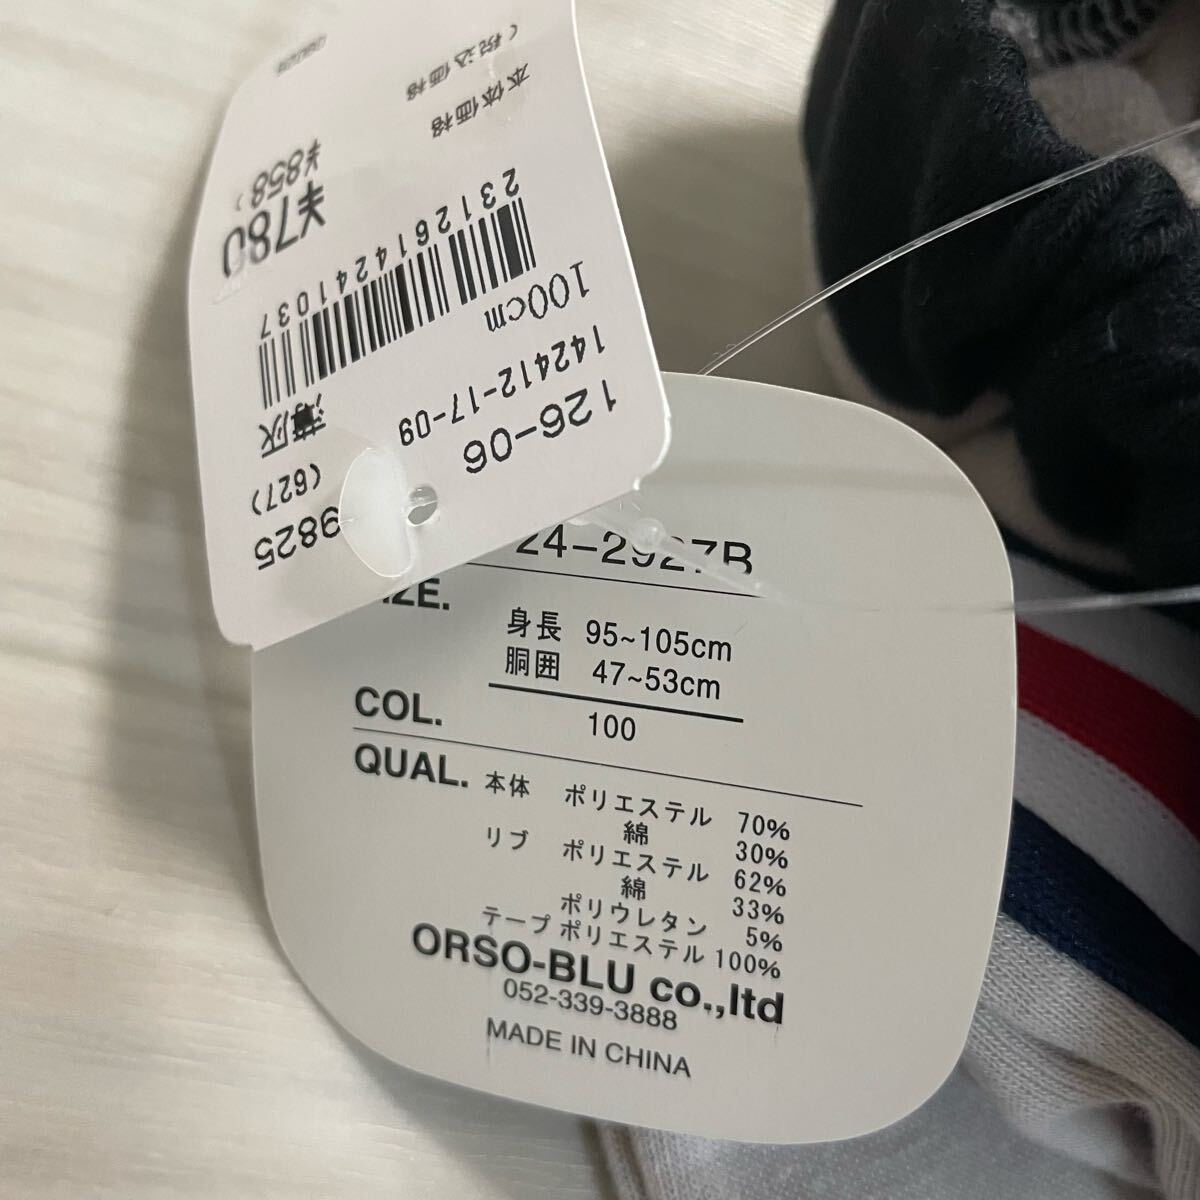 126-06 9825
142412-17-09 (627)
100cm 薄灰
2312614241037
本体価格 ¥780
(税込価格 ¥858)
24-2927B
SIZE.
身長 95~105cm
胴囲 47~53cm
100
COL.
QUAL. 本体 ポリエステル 70%
綿 30%
リブ ポリエステル 62%
綿 33%
ポリウレタン 5%
テープ ポリエステル 100%
ORSO-BLU co.,ltd
052-339-3888
MADE IN CHINA